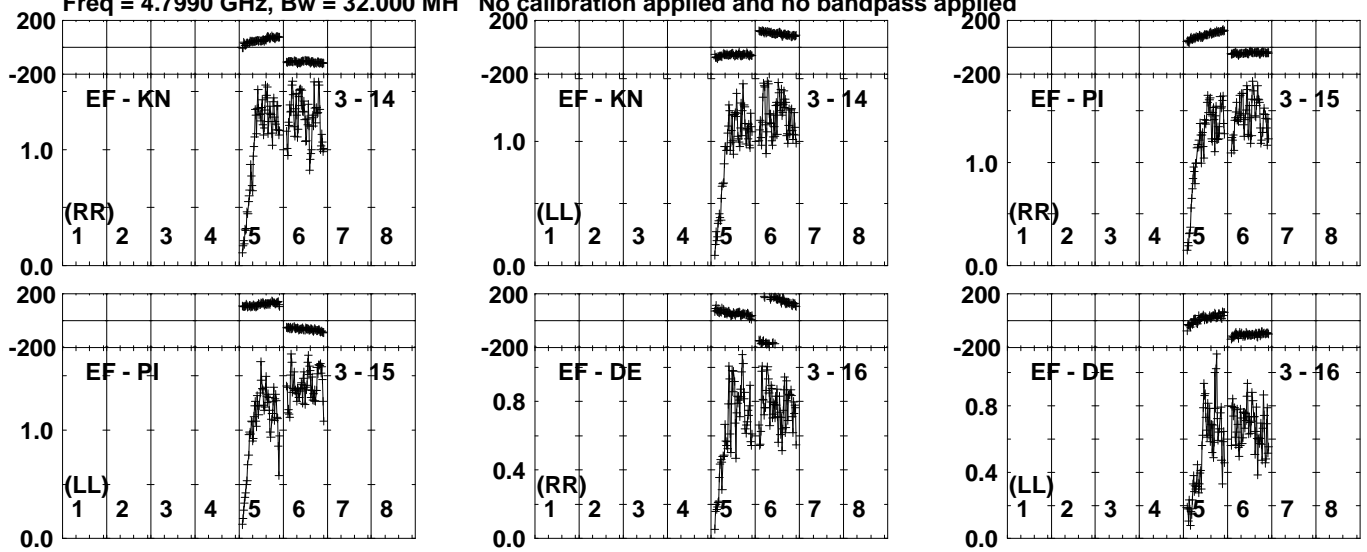 Freq = 4.7990 GHz, Bw = 32.000 MH No calibration applied and no bandpass applied
200 200 200
-200 -200 -200
EF - KN 3 - 14 EF - KN 3 - 14 EF - PI 3 - 15
1.0 1.0 1.0
(RR) (LL) (RR)
1 2 3 4 5 6 7 8 1 2 3 4 5 6 7 8 1 2 3 4 5 6 7 8
0.0 0.0 0.0
200 200 200
-200 -200 -200
EF - PI 3 - 15 EF - DE 3 - 16 EF - DE 3 - 16
1.0 0.8 0.8
0.4 0.4
(LL) (RR) (LL)
1 2 3 4 5 6 7 8 1 2 3 4 5 6 7 8 1 2 3 4 5 6 7 8
0.0 0.0 0.0